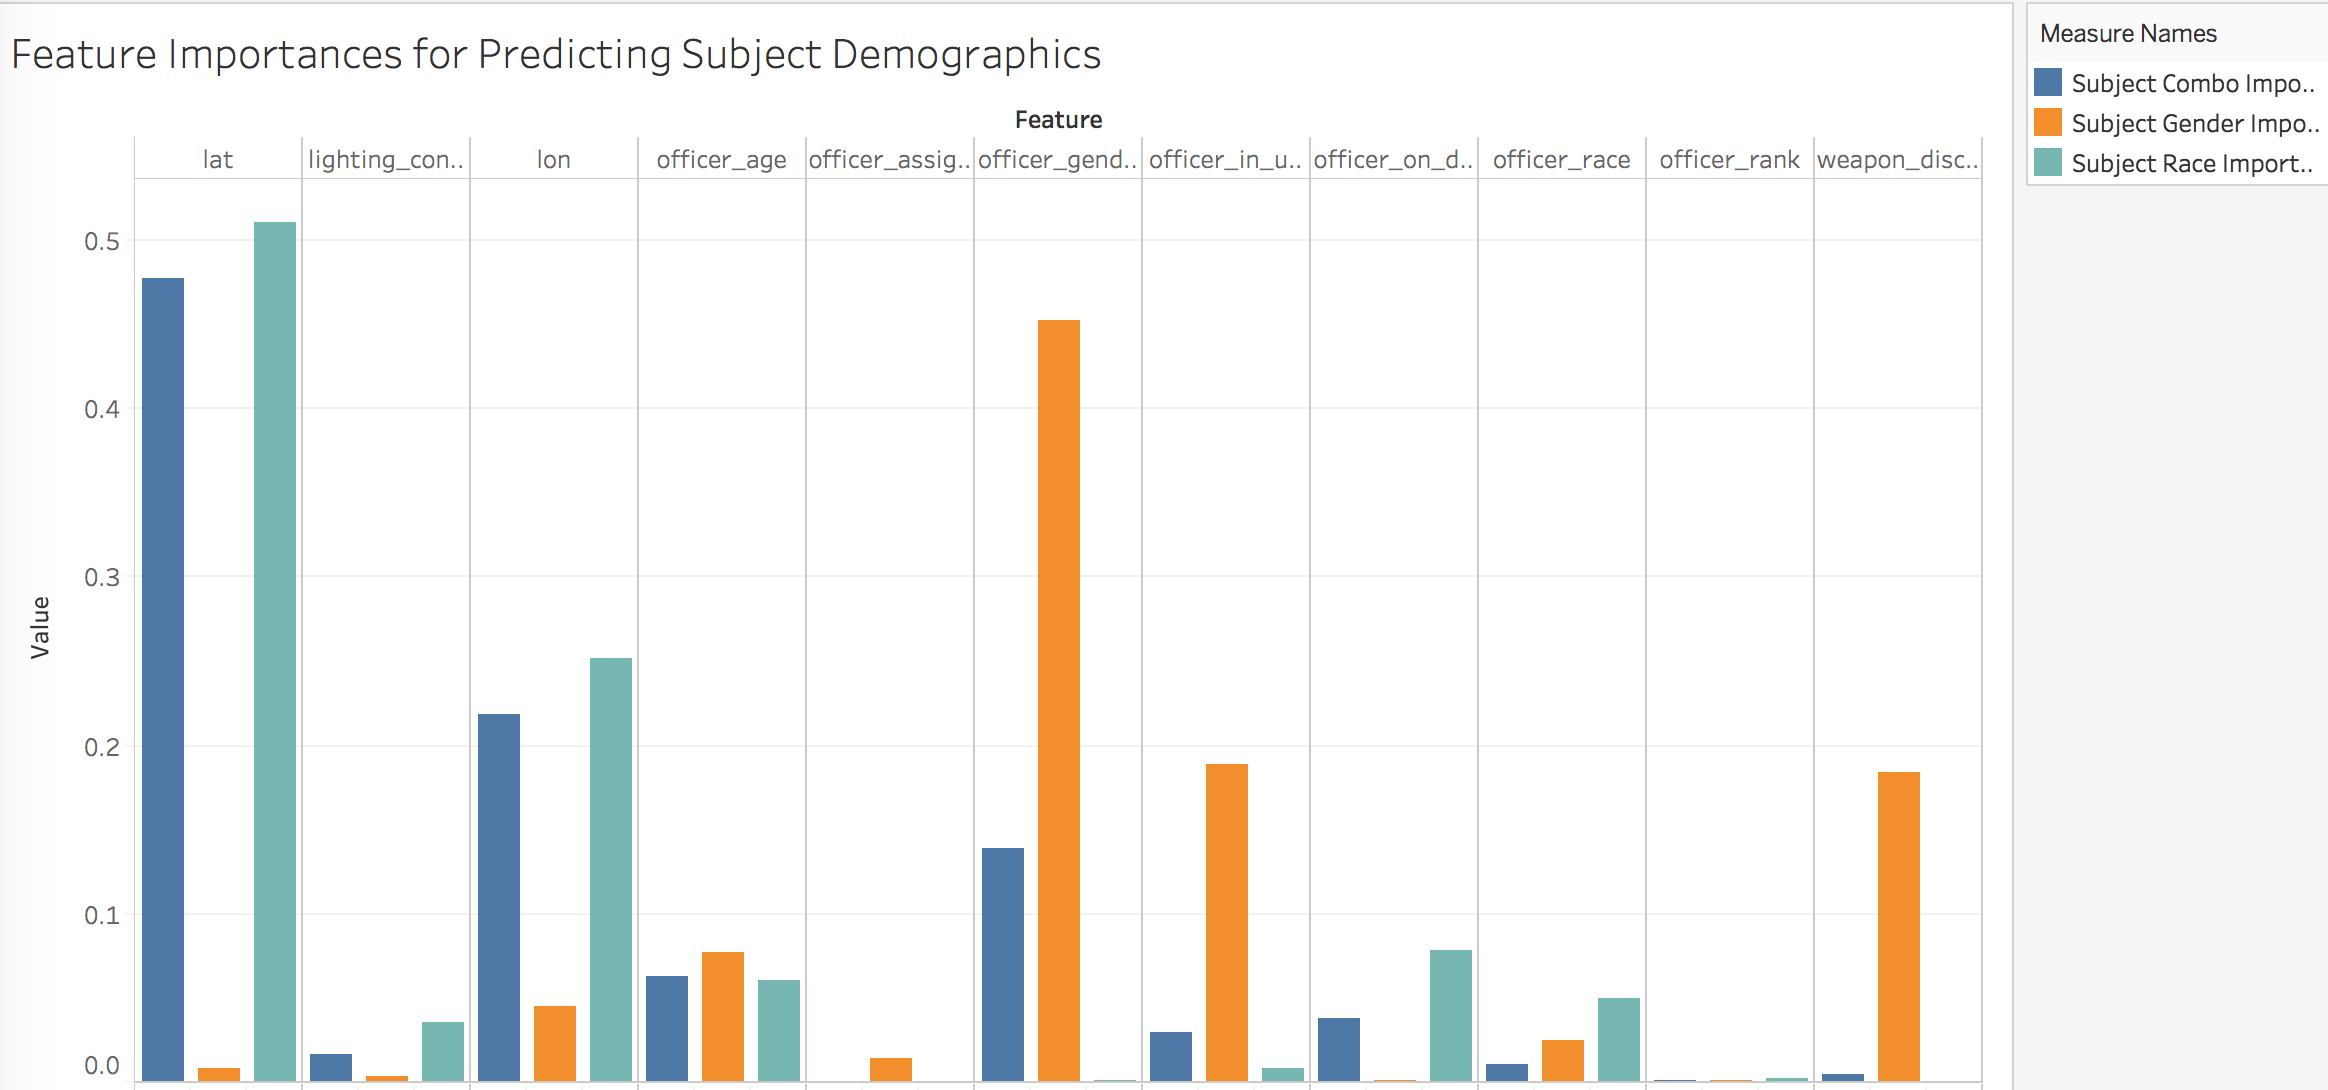 Feature Importances for Predicting Subject Demographics
Measure Names
Subject Combo Impo..
Subject Gender Impo..
Subject Race Import..
Feature
lat lighting_con.. lon officer_age officer_assig.. officer_gend.. officer_in_u.. officer_on_d.. officer_race officer_rank weapon_disc..
0.5
0.4
0.3
0.2
0.1
0.0
Value